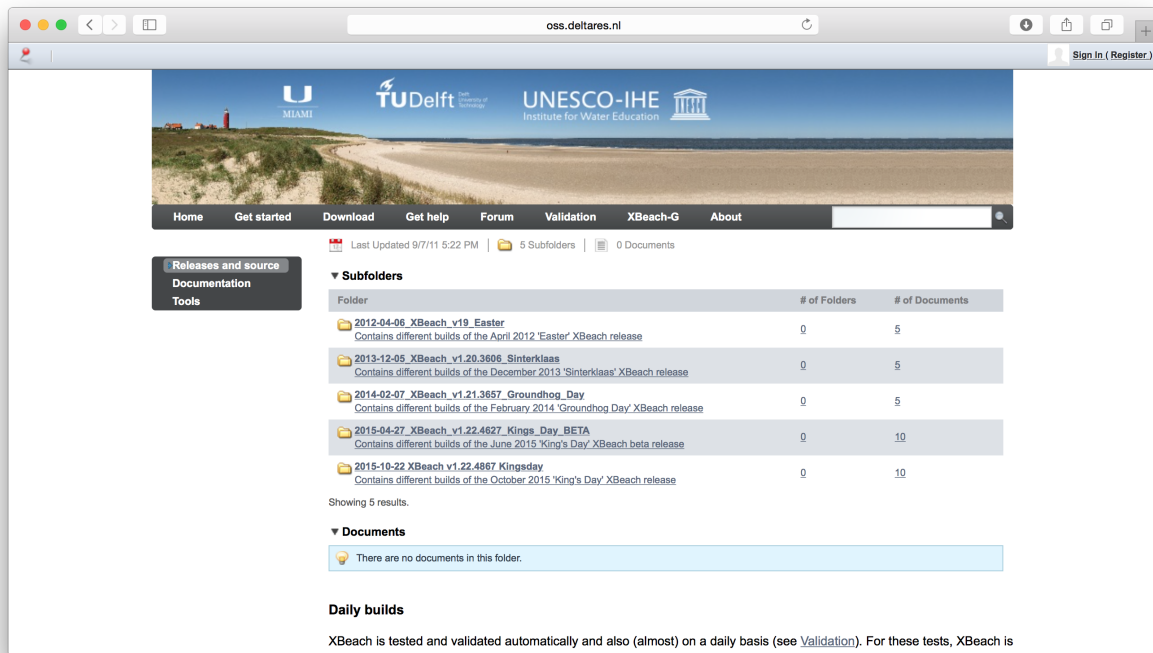 oss.deltares.nl
Sign In ( Register )
MIAMI
TUDelft Delft University of Technology
UNESCO-IHE
Institute for Water Education
Home Get started Download Get help Forum Validation XBeach-G About
Last Updated 9/7/11 5:22 PM | 5 Subfolders | 0 Documents
Releases and source
Documentation
Tools
▼ Subfolders
Folder # of Folders # of Documents
2012-04-06_XBeach_v19_Easter
Contains different builds of the April 2012 'Easter' XBeach release
0 5
2013-12-05_XBeach_v1.20.3606_Sinterklaas
Contains different builds of the December 2013 'Sinterklaas' XBeach release
0 5
2014-02-07_XBeach_v1.21.3657_Groundhog_Day
Contains different builds of the February 2014 'Groundhog Day' XBeach release
0 5
2015-04-27_XBeach_v1.22.4627_Kings_Day_BETA
Contains different builds of the June 2015 'King's Day' XBeach beta release
0 10
2015-10-22 XBeach v1.22.4867 Kingsday
Contains different builds of the October 2015 'King's Day' XBeach release
0 10
Showing 5 results.
▼ Documents
There are no documents in this folder.
Daily builds
XBeach is tested and validated automatically and also (almost) on a daily basis (see Validation). For these tests, XBeach is